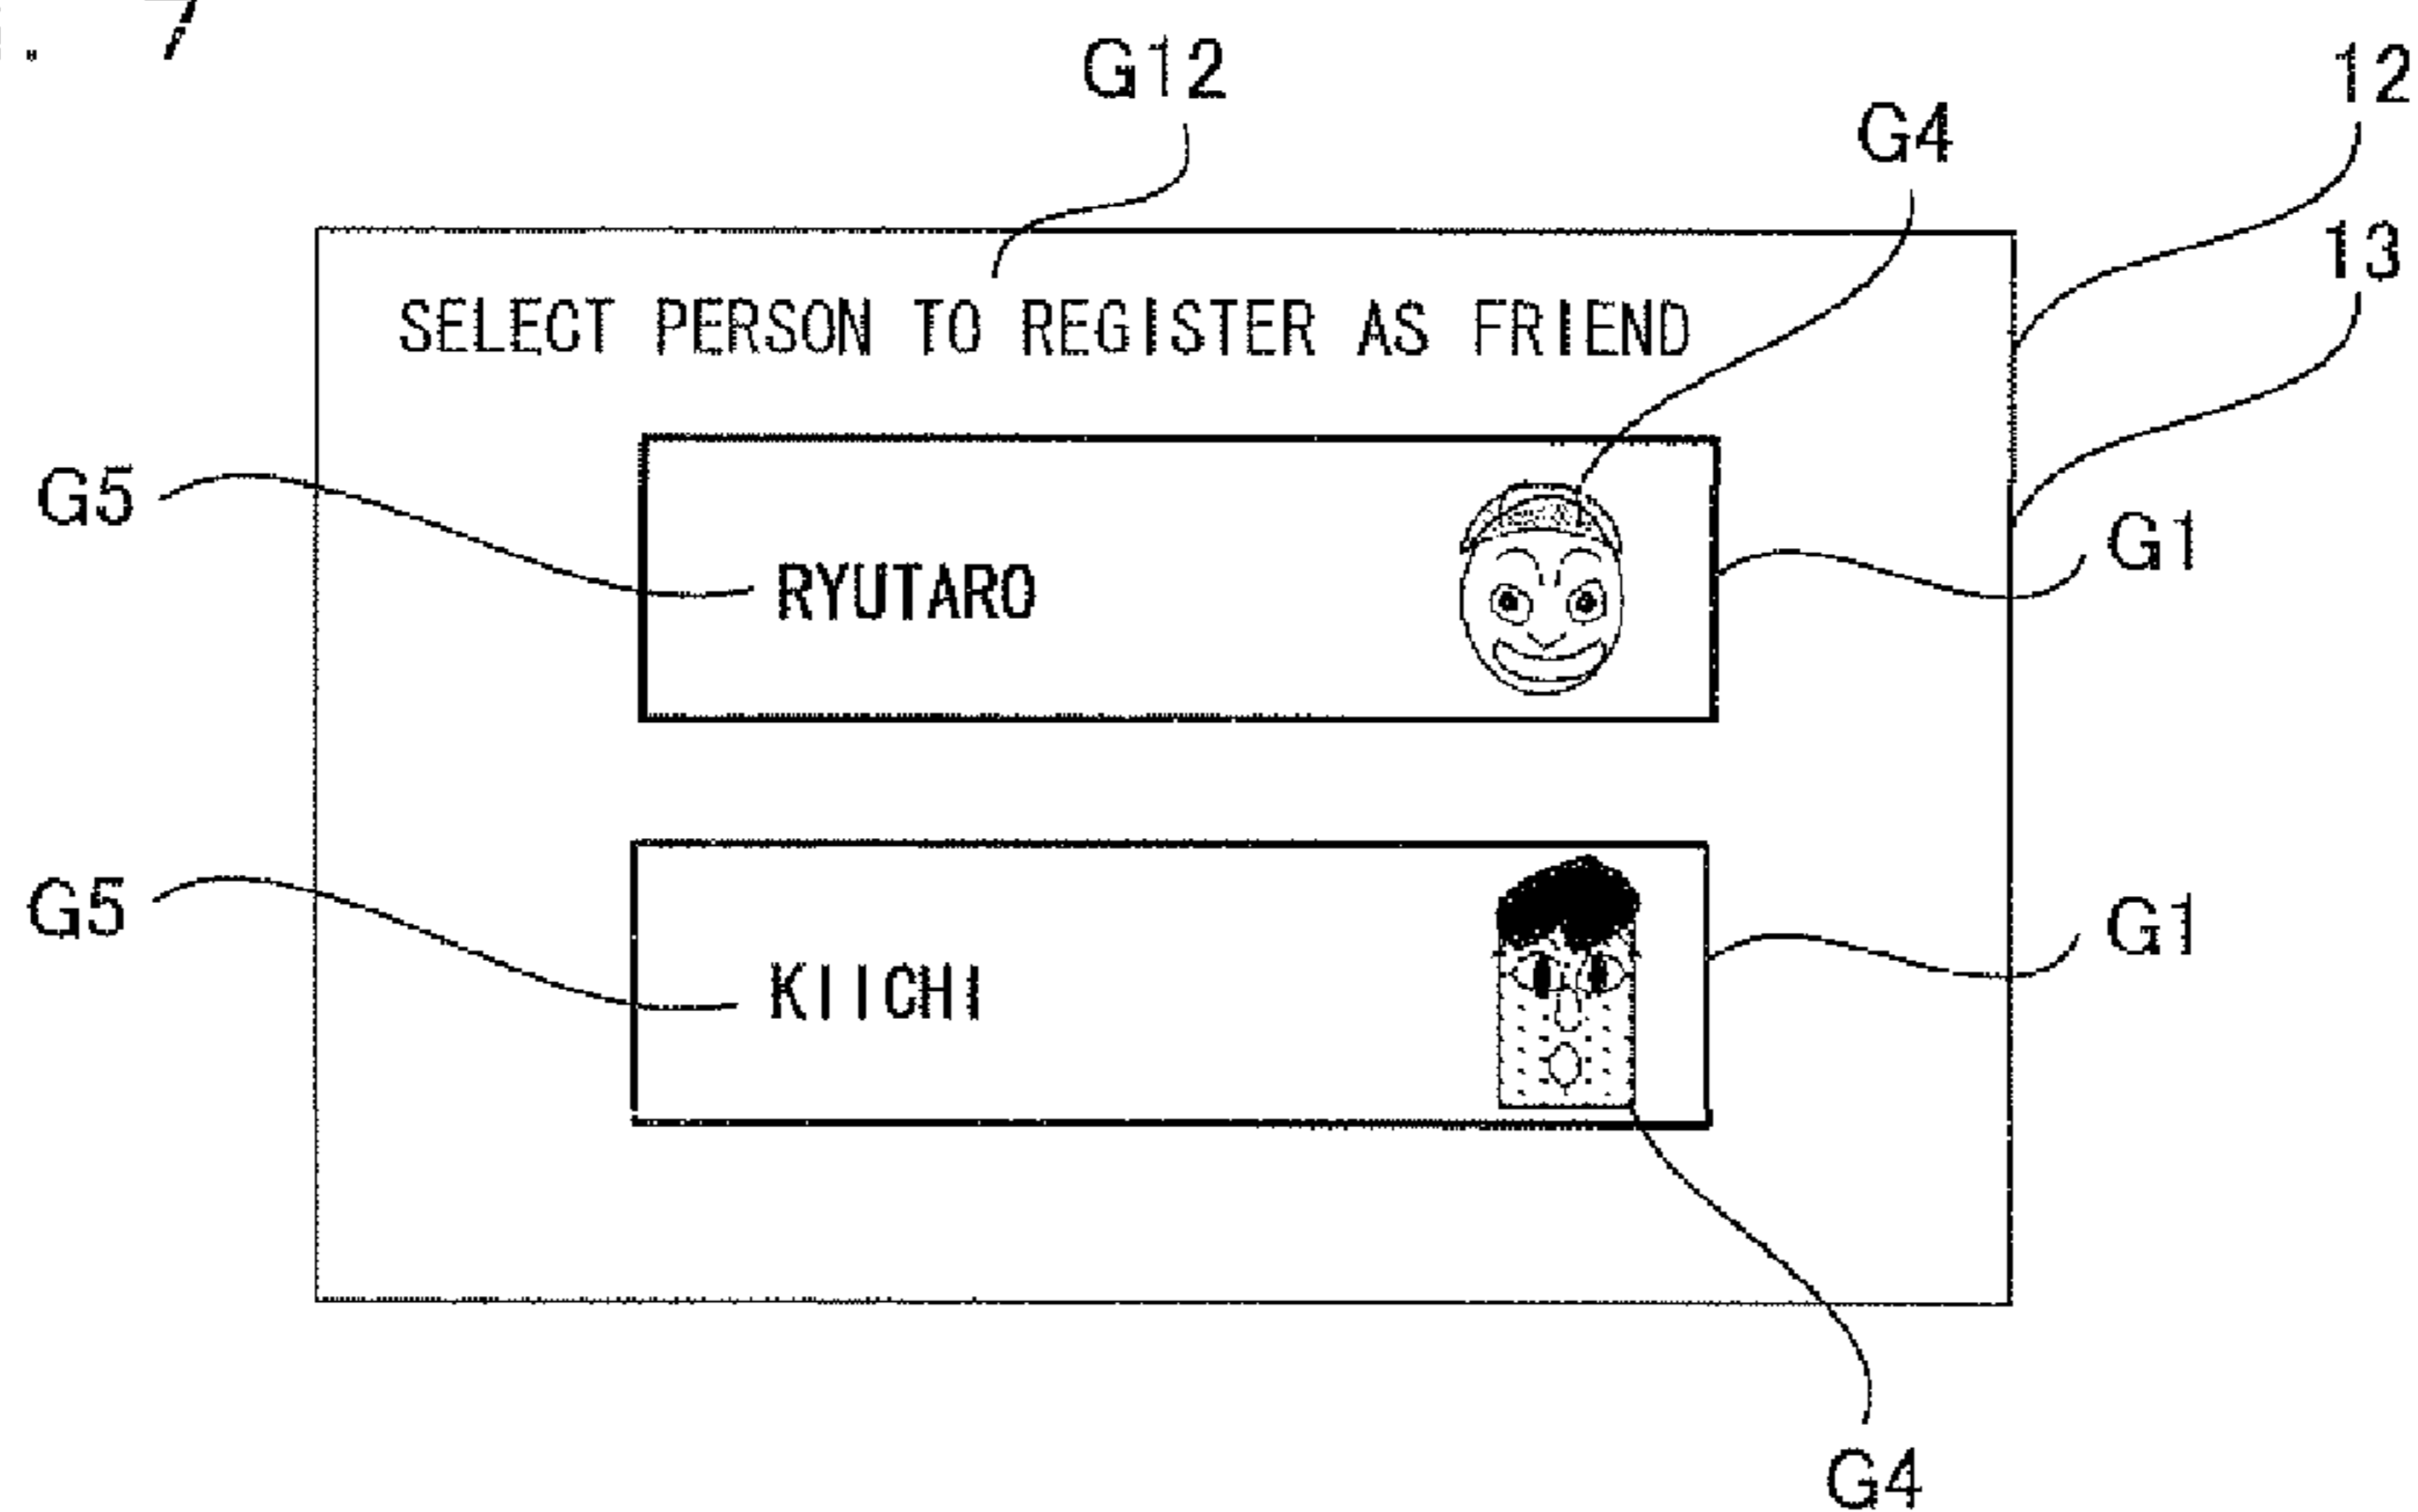 . 7
G12
12
G4
13
SELECT PERSON TO REGISTER AS FRIEND
G5
G1
RYUTARO
G5
G1
KIICHI
G4